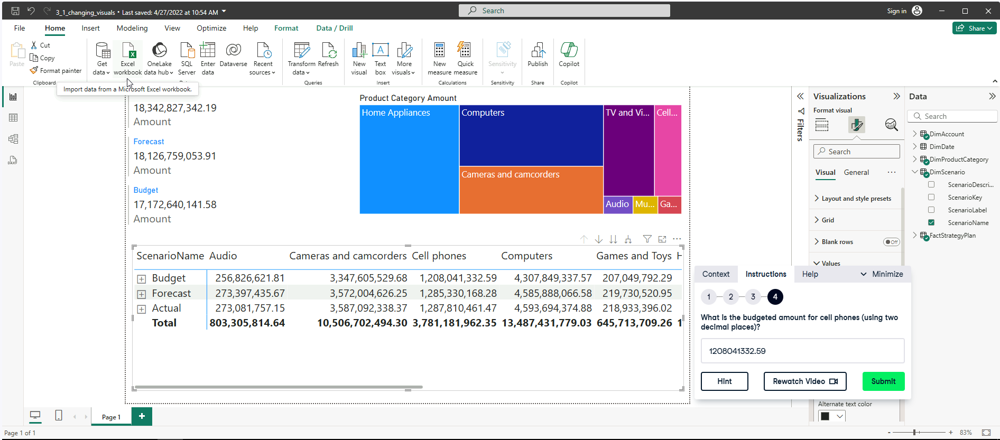 3_1_changing_visuals • Last saved: 4/27/2022 at 10:54 AM
Search
Sign in
File Home Insert Modeling View Optimize Help Format Data / Drill
Share
Paste
Cut
Copy
Format painter
Clipboard
Get data
Excel workbook
OneLake data hub
SQL Server
Enter data
Dataverse
Recent sources
Transform data
Refresh
Queries
New visual
Text box
More visuals
Insert
New measure
Quick measure
Calculations
Sensitivity
Sensitivity
Publish
Share
Copilot
Copilot
Import data from a Microsoft Excel workbook.
DAX
18,342,827,342.19
Amount
Forecast
18,126,759,053.91
Amount
Budget
17,172,640,141.58
Amount
Product Category Amount
Home Appliances
Computers
TV and Vi...
Cell...
Cameras and camcorders
Audio
Mu...
Ga...
ScenarioName Audio Cameras and camcorders Cell phones Computers Games and Toys H
Budget 256,826,621.81 3,347,605,529.68 1,208,041,332.59 4,307,849,337.57 207,049,792.29
Forecast 273,397,435.67 3,572,004,626.25 1,285,330,168.28 4,585,888,066.58 219,730,520.95
Actual 273,081,757.15 3,587,092,338.37 1,287,810,461.47 4,593,694,374.88 218,933,396.02
Total 803,305,814.64 10,506,702,494.30 3,781,181,962.35 13,487,431,779.03 645,713,709.26 1
Filters
Visualizations
Format visual
Search
Visual General
Layout and style presets
Grid
Blank rows Off
Values
Data
Search
DimAccount
DimDate
DimProductCategory
DimScenario
ScenarioDescri...
ScenarioKey
ScenarioLabel
ScenarioName
FactStrategyPlan
Context Instructions Help Minimize
1 2 3 4
What is the budgeted amount for cell phones (using two
decimal places)?
1208041332.59
Hint Rewatch Video Submit
Alternate text color
Page 1
Page 1 of 1
- + 83%